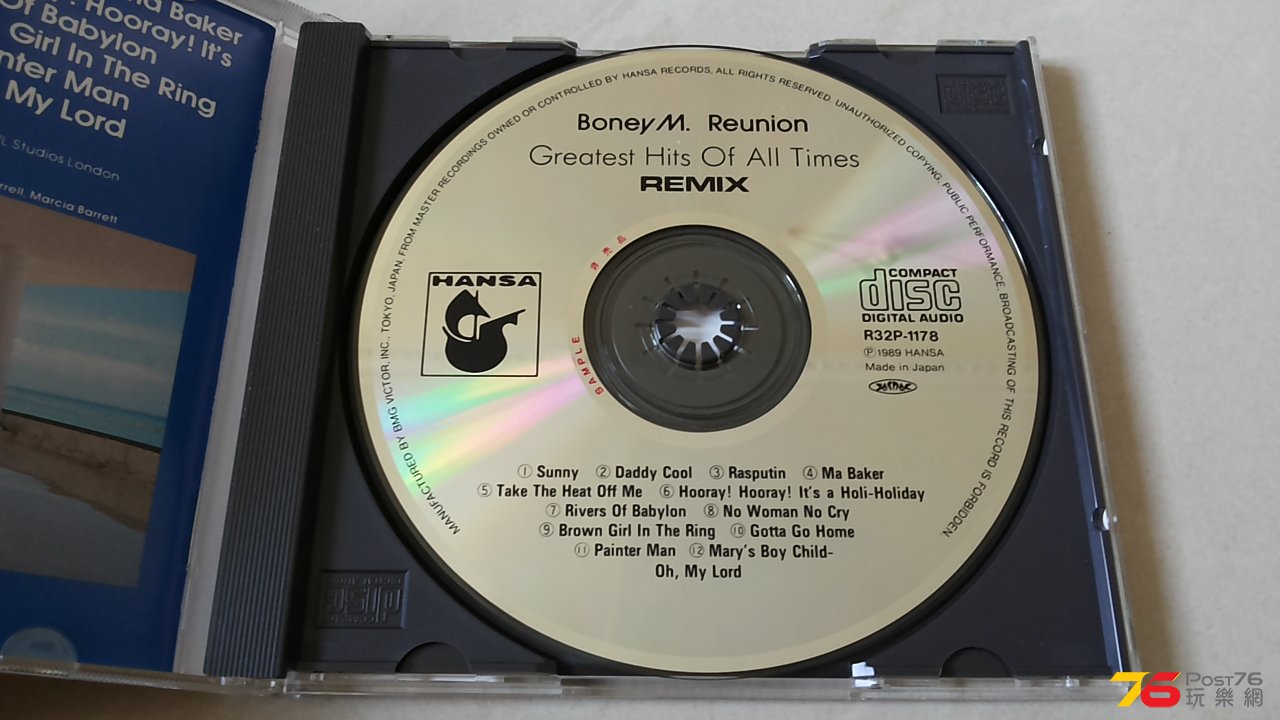 Baker
Hooray! It's
Of Babylon
Girl In The Ring
Man
My Lord
Studios London
Marcia Barrett
MANUFACTURED BY BMG VICTOR, INC., TOKYO, JAPAN, FROM MASTER RECORDINGS OWNED OR CONTROLLED BY HANSA RECORDS, ALL RIGHTS RESERVED. UNAUTHORIZED COPYING, PUBLIC PERFORMANCE, BROADCASTING OF THIS RECORD IS FORBIDDEN.
Boney M. Reunion
Greatest Hits Of All Times
REMIX
非売品
HANSA
SAMPLE
COMPACT
disc
DIGITAL AUDIO
R32P-1178
Ⓟ1989 HANSA
Made in Japan
① Sunny ② Daddy Cool ③ Rasputin ④ Ma Baker
⑤ Take The Heat Off Me ⑥ Hooray! Hooray! It's a Holi-Holiday
⑦ Rivers Of Babylon ⑧ No Woman No Cry
⑨ Brown Girl In The Ring ⑩ Gotta Go Home
⑪ Painter Man ⑫ Mary's Boy Child-
Oh, My Lord
disc
76 Post76
玩樂網